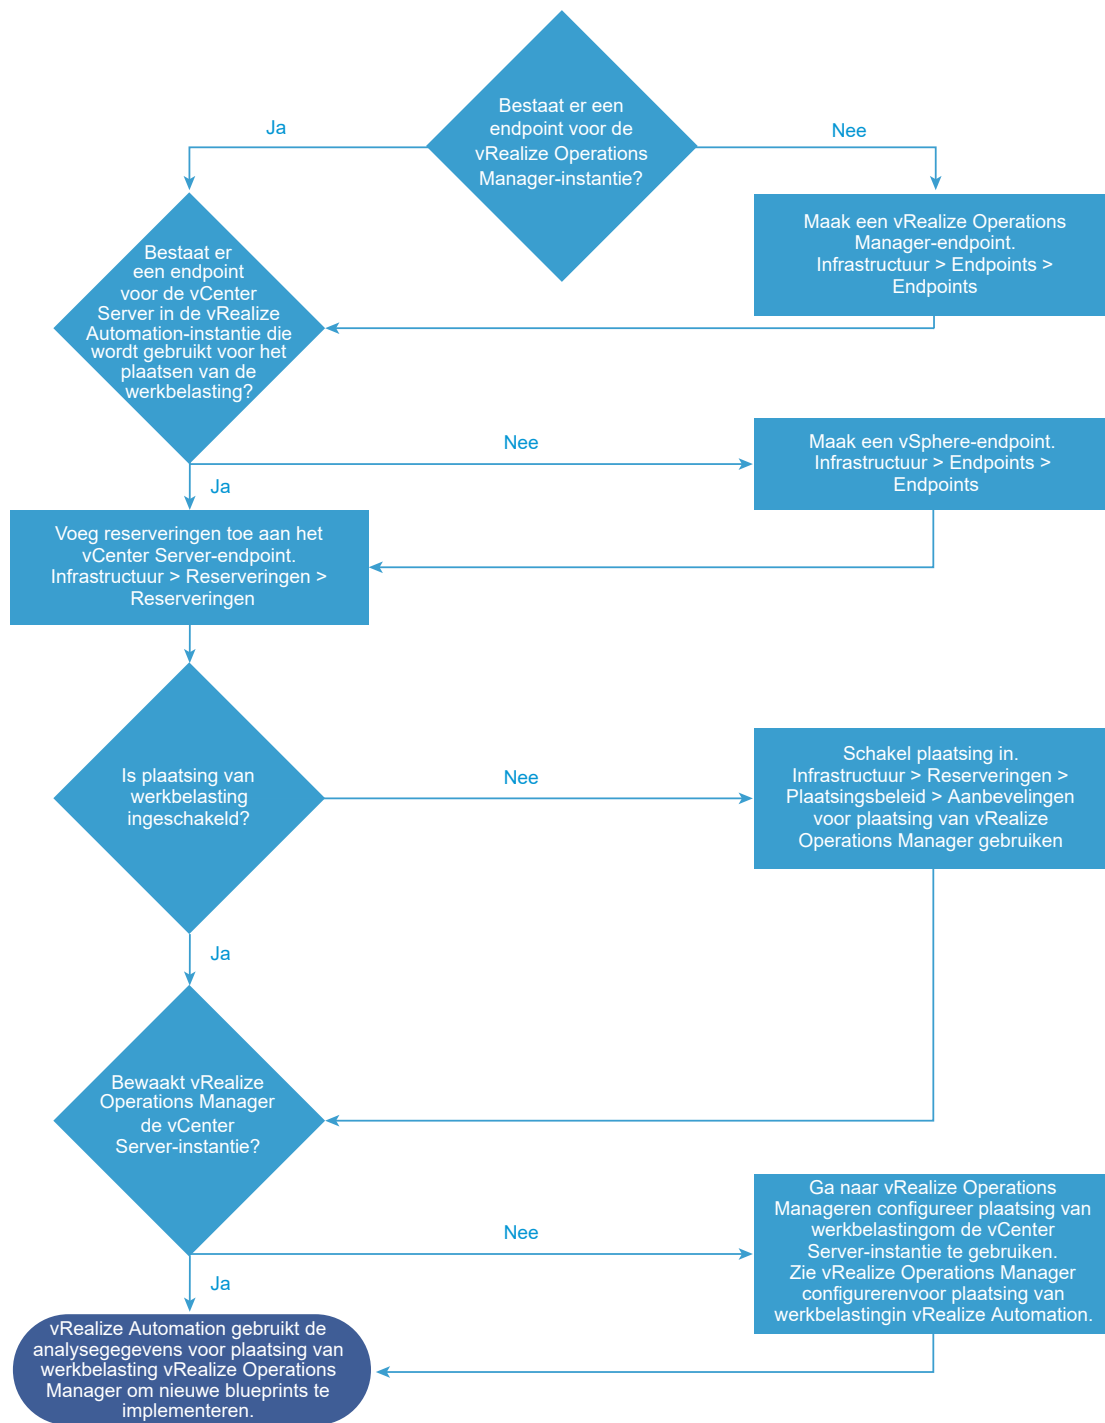 Bestaat er een
endpoint voor de
vRealize Operations
Manager-instantie?
Ja
Nee
Maak een vRealize Operations
Manager-endpoint.
Infrastructuur > Endpoints >
Endpoints
Bestaat er
een endpoint
voor de vCenter
Server in de vRealize
Automation-instantie die
wordt gebruikt voor het
plaatsen van de
werkbelasting?
Nee
Maak een vSphere-endpoint.
Infrastructuur > Endpoints >
Endpoints
Ja
Voeg reserveringen toe aan het
vCenter Server-endpoint.
Infrastructuur > Reserveringen >
Reserveringen
Is plaatsing van
werkbelasting
ingeschakeld?
Nee
Schakel plaatsing in.
Infrastructuur > Reserveringen >
Plaatsingsbeleid > Aanbevelingen
voor plaatsing van vRealize
Operations Manager gebruiken
Ja
Bewaakt vRealize
Operations Manager
de vCenter
Server-instantie?
Nee
Ga naar vRealize Operations
Manageren configureer plaatsing van
werkbelastingom de vCenter
Server-instantie te gebruiken.
Zie vRealize Operations Manager
configurerenvoor plaatsing van
werkbelastingin vRealize Automation.
Ja
vRealize Automation gebruikt de
analysegegevens voor plaatsing van
werkbelasting vRealize Operations
Manager om nieuwe blueprints te
implementeren.